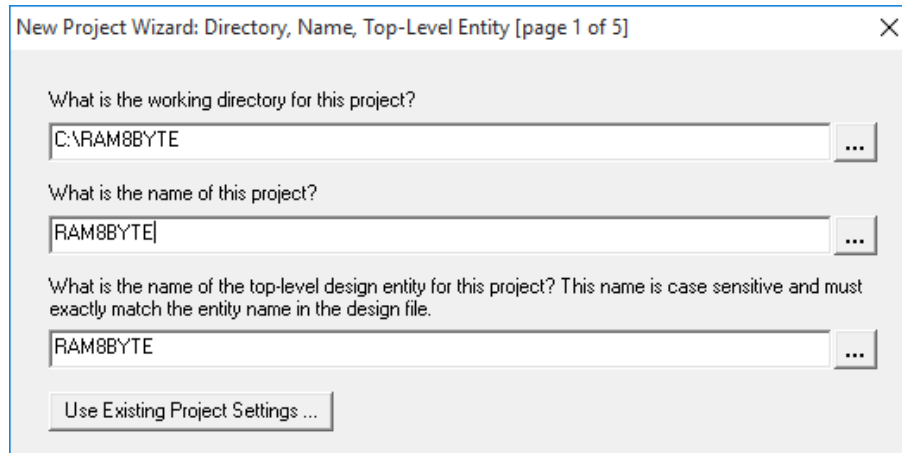 New Project Wizard: Directory, Name, Top-Level Entity [page 1 of 5]
What is the working directory for this project?
C:\RAM8BYTE
...
What is the name of this project?
RAM8BYTE
...
What is the name of the top-level design entity for this project? This name is case sensitive and must
exactly match the entity name in the design file.
RAM8BYTE
...
Use Existing Project Settings ...